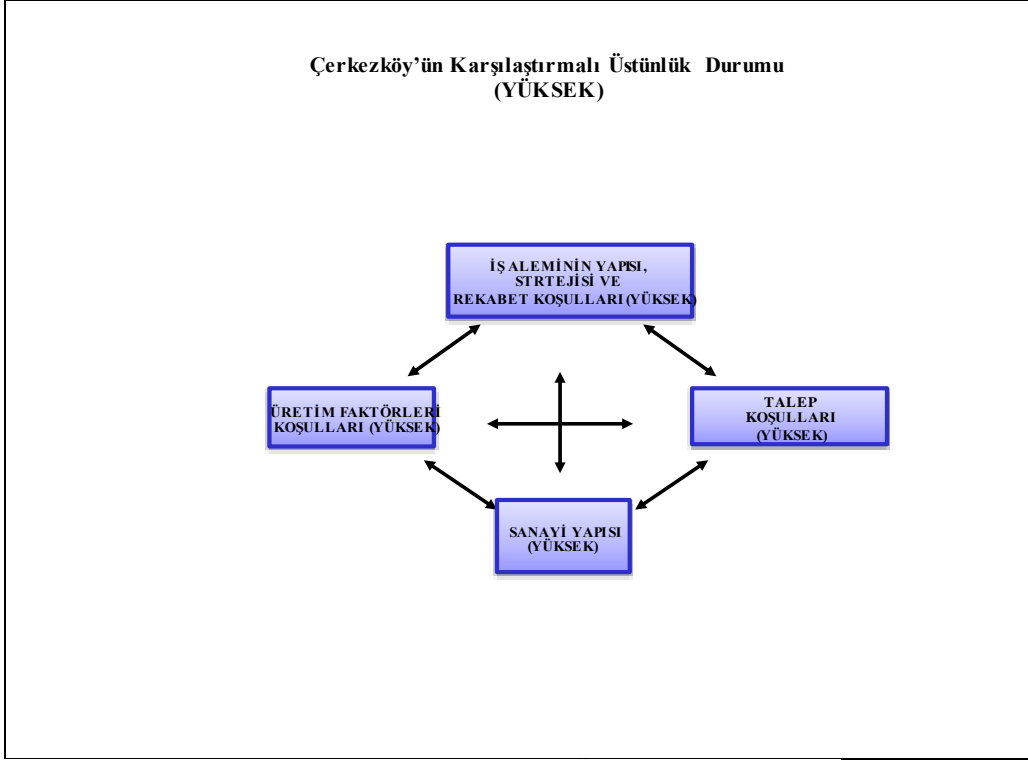 Çerkezköy’ün Karşılaştırmalı Üstünlük Durumu
(YÜKSEK)
İŞ ALEMİNİN YAPISI,
STRTEJİSİ VE
REKABET KOŞULLARI (YÜKSEK)
ÜRETİM FAKTÖRLERİ
KOŞULLARI (YÜKSEK)
TALEP
KOŞULLARI
(YÜKSEK)
SANAYİ YAPISI
(YÜKSEK)